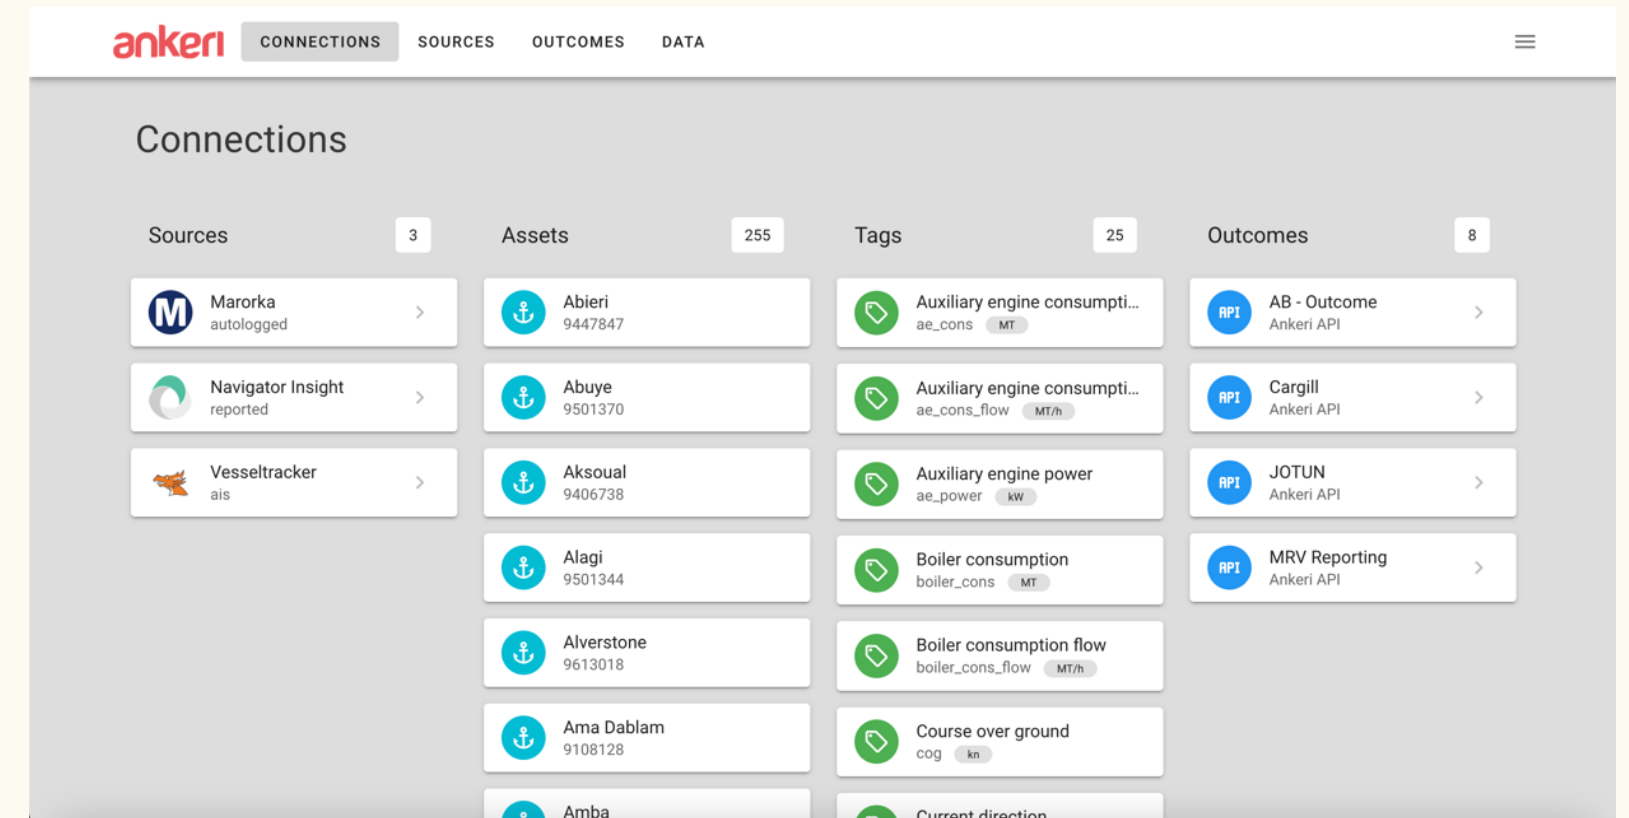 ankeri CONNECTIONS SOURCES OUTCOMES DATA
Connections
Sources 3
Marorka
autologged
Navigator Insight
reported
Vesseltracker
ais
Assets 255
Abieri
9447847
Abuye
9501370
Aksoual
9406738
Alagi
9501344
Alverstone
9613018
Ama Dablam
9108128
Amba
Tags 25
Auxiliary engine consumpti...
ae_cons MT
Auxiliary engine consumpti...
ae_cons_flow MT/h
Auxiliary engine power
ae_power kW
Boiler consumption
boiler_cons MT
Boiler consumption flow
boiler_cons_flow MT/h
Course over ground
cog kn
Current direction
Outcomes 8
API AB - Outcome
Ankeri API
API Cargill
Ankeri API
API JOTUN
Ankeri API
API MRV Reporting
Ankeri API